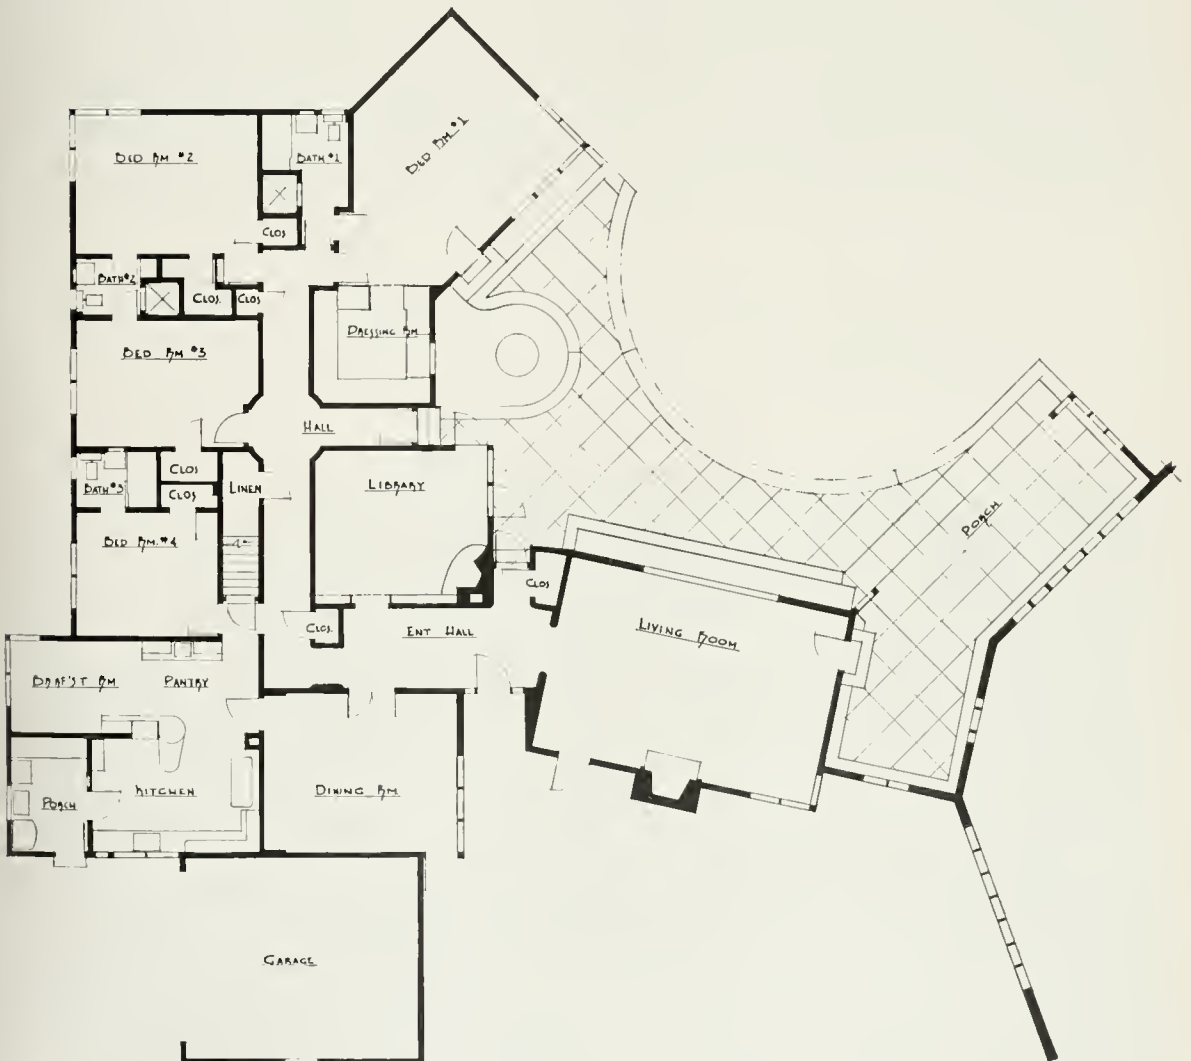 BED RM #1
BED RM #2
BATH #1
CLOS
BATH #2
CLOS.
CLOS
DRESSING RM
BED RM #3
HALL
CLOS
LINEN
LIBRARY
BATH #3
CLOS
PORCH
BED RM. #4
CLOS
CLOS.
ENT HALL
LIVING ROOM
BRKF'ST RM
PANTRY
KITCHEN
DINING RM
PORCH
GARAGE